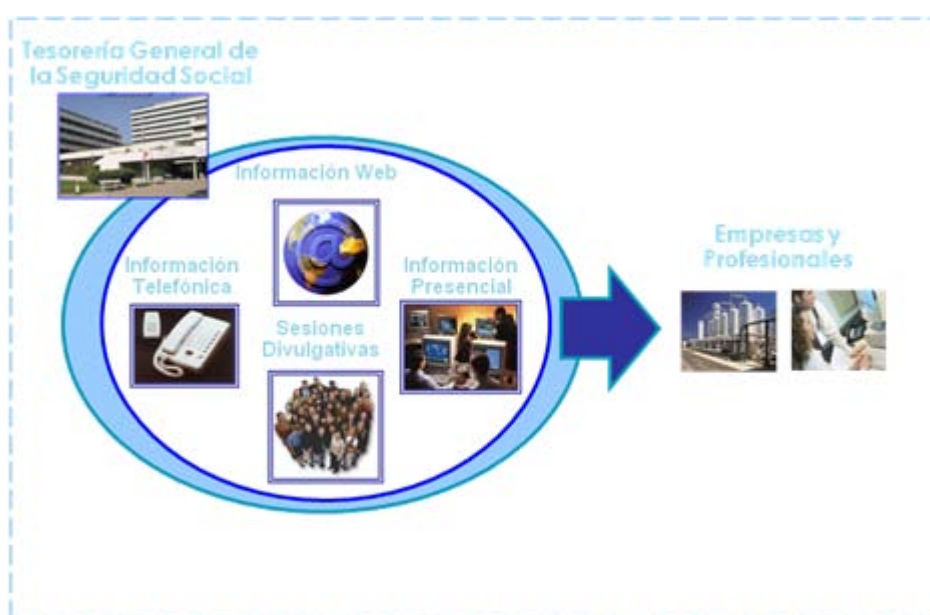 Tesorería General de
la Seguridad Social
Información Web
Información
Telefónica
Información
Presencial
Sesiones
Divulgativas
Empresas y
Profesionales